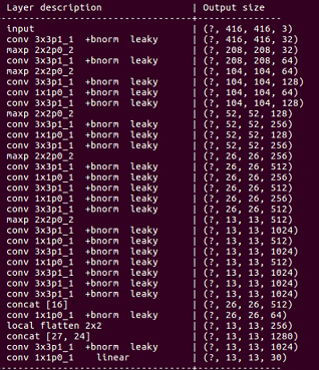 Layer description | Output size
input | (?, 416, 416, 3)
conv 3x3p1_1 +bnorm leaky | (?, 416, 416, 32)
maxp 2x2p0_2 | (?, 208, 208, 32)
conv 3x3p1_1 +bnorm leaky | (?, 208, 208, 64)
maxp 2x2p0_2 | (?, 104, 104, 64)
conv 3x3p1_1 +bnorm leaky | (?, 104, 104, 128)
conv 1x1p0_1 +bnorm leaky | (?, 104, 104, 64)
conv 3x3p1_1 +bnorm leaky | (?, 104, 104, 128)
maxp 2x2p0_2 | (?, 52, 52, 128)
conv 3x3p1_1 +bnorm leaky | (?, 52, 52, 256)
conv 1x1p0_1 +bnorm leaky | (?, 52, 52, 128)
conv 3x3p1_1 +bnorm leaky | (?, 52, 52, 256)
maxp 2x2p0_2 | (?, 26, 26, 256)
conv 3x3p1_1 +bnorm leaky | (?, 26, 26, 512)
conv 1x1p0_1 +bnorm leaky | (?, 26, 26, 256)
conv 3x3p1_1 +bnorm leaky | (?, 26, 26, 512)
conv 1x1p0_1 +bnorm leaky | (?, 26, 26, 256)
conv 3x3p1_1 +bnorm leaky | (?, 26, 26, 512)
maxp 2x2p0_2 | (?, 13, 13, 512)
conv 3x3p1_1 +bnorm leaky | (?, 13, 13, 1024)
conv 1x1p0_1 +bnorm leaky | (?, 13, 13, 512)
conv 3x3p1_1 +bnorm leaky | (?, 13, 13, 1024)
conv 1x1p0_1 +bnorm leaky | (?, 13, 13, 512)
conv 3x3p1_1 +bnorm leaky | (?, 13, 13, 1024)
conv 3x3p1_1 +bnorm leaky | (?, 13, 13, 1024)
conv 3x3p1_1 +bnorm leaky | (?, 13, 13, 1024)
concat [16] | (?, 26, 26, 512)
conv 1x1p0_1 +bnorm leaky | (?, 26, 26, 64)
local flatten 2x2 | (?, 13, 13, 256)
concat [27, 24] | (?, 13, 13, 1280)
conv 3x3p1_1 +bnorm leaky | (?, 13, 13, 1024)
conv 1x1p0_1 linear | (?, 13, 13, 30)